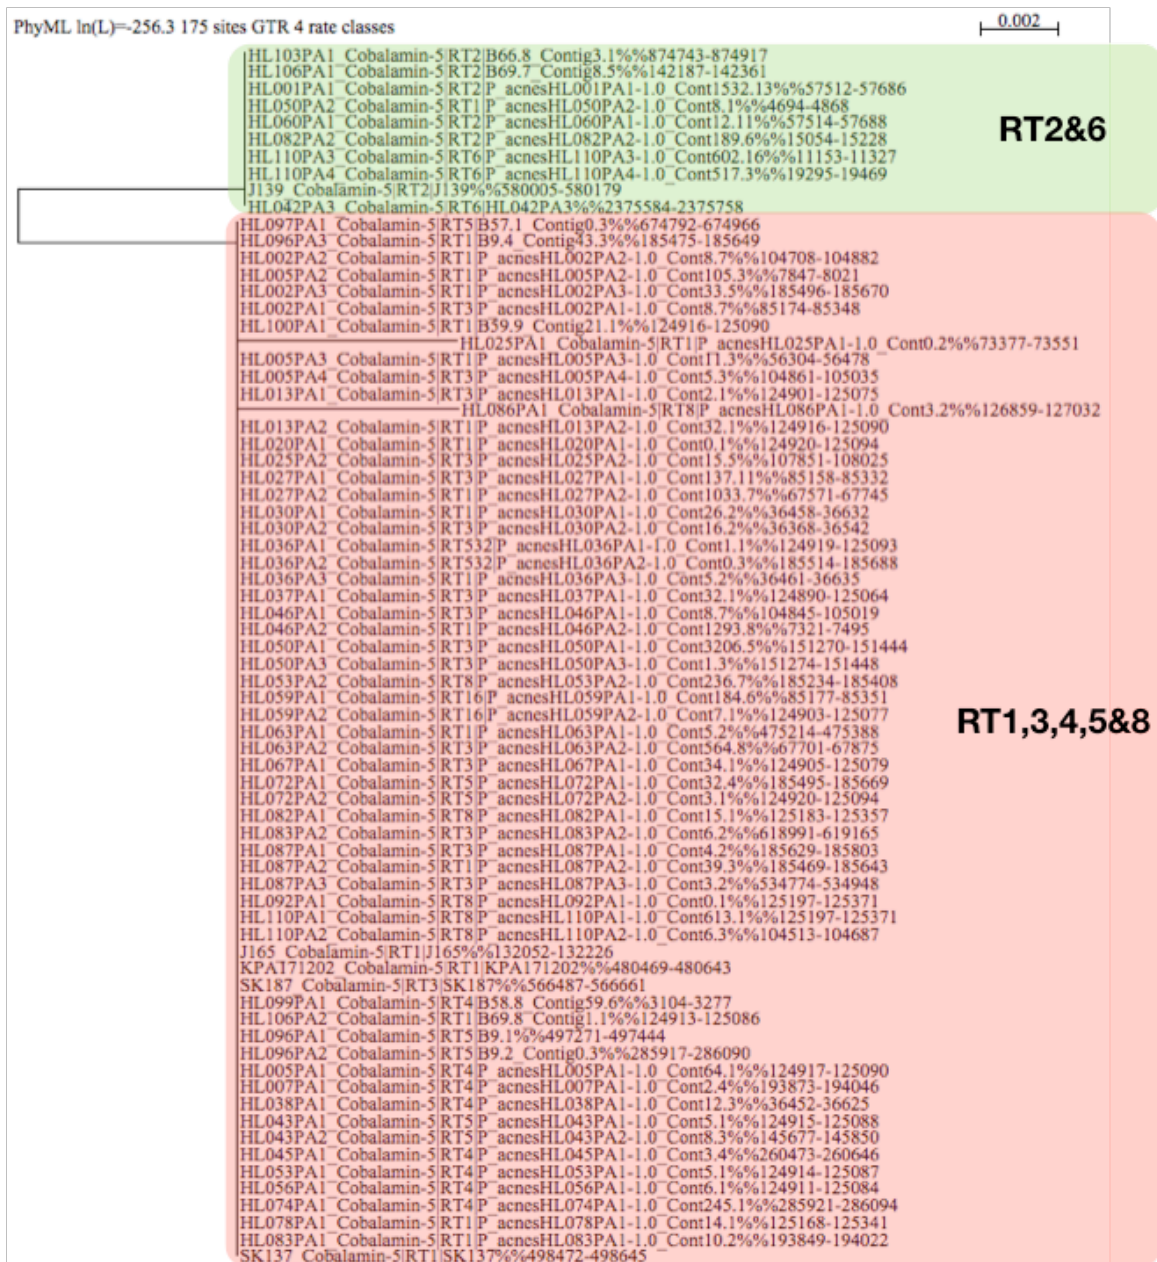 PhyML ln(L)=-256.3 175 sites GTR 4 rate classes
0.002
HL103PA1_Cobalamin-5|RT2|B66.8_Contig3.1%%874743-874917
HL106PA1_Cobalamin-5|RT2|B69.7_Contig8.5%%142187-142361
HL001PA1_Cobalamin-5|RT2|P_acnesHL001PA1-1.0_Cont1532.13%%57512-57686
HL050PA2_Cobalamin-5|RT2|P_acnesHL050PA2-1.0_Cont8.1%%4694-4868
HL060PA1_Cobalamin-5|RT2|P_acnesHL060PA1-1.0_Cont12.11%%57514-57688
HL082PA2_Cobalamin-5|RT2|P_acnesHL082PA2-1.0_Cont189.6%%15054-15228
HL110PA3_Cobalamin-5|RT6|P_acnesHL110PA3-1.0_Cont602.16%%11153-11327
HL110PA4_Cobalamin-5|RT6|P_acnesHL110PA4-1.0_Cont517.3%%19295-19469
J139_Cobalamin-5|RT2|J139%%580005-580179
HL042PA3_Cobalamin-5|RT6|HL042PA3%%2375584-2375758
RT2&6
HL097PA1_Cobalamin-5|RT5|B57.1_Contig0.3%%674792-674966
HL096PA3_Cobalamin-5|RT1|B9.4_Contig43.3%%185475-185649
HL002PA2_Cobalamin-5|RT1|P_acnesHL002PA2-1.0_Cont8.7%%104708-104882
HL005PA2_Cobalamin-5|RT1|P_acnesHL005PA2-1.0_Cont105.3%%7847-8021
HL002PA3_Cobalamin-5|RT1|P_acnesHL002PA3-1.0_Cont33.5%%185496-185670
HL002PA1_Cobalamin-5|RT3|P_acnesHL002PA1-1.0_Cont8.7%%85174-85348
HL100PA1_Cobalamin-5|RT1|B59.9_Contig21.1%%124916-125090
HL025PA1_Cobalamin-5|RT1|P_acnesHL025PA1-1.0_Cont0.2%%73377-73551
HL005PA3_Cobalamin-5|RT1|P_acnesHL005PA3-1.0_Cont11.3%%56304-56478
HL005PA4_Cobalamin-5|RT3|P_acnesHL005PA4-1.0_Cont5.3%%104861-105035
HL013PA1_Cobalamin-5|RT3|P_acnesHL013PA1-1.0_Cont2.1%%124901-125075
HL086PA1_Cobalamin-5|RT8|P_acnesHL086PA1-1.0_Cont3.2%%126859-127032
HL013PA2_Cobalamin-5|RT1|P_acnesHL013PA2-1.0_Cont32.1%%124916-125090
HL020PA1_Cobalamin-5|RT1|P_acnesHL020PA1-1.0_Cont0.1%%124920-125094
HL025PA2_Cobalamin-5|RT3|P_acnesHL025PA2-1.0_Cont15.5%%107851-108025
HL027PA1_Cobalamin-5|RT3|P_acnesHL027PA1-1.0_Cont137.11%%85158-85332
HL027PA2_Cobalamin-5|RT1|P_acnesHL027PA2-1.0_Cont1033.7%%67571-67745
HL030PA1_Cobalamin-5|RT1|P_acnesHL030PA1-1.0_Cont26.2%%36458-36632
HL030PA2_Cobalamin-5|RT3|P_acnesHL030PA2-1.0_Cont16.2%%36368-36542
HL036PA1_Cobalamin-5|RT532|P_acnesHL036PA1-1.0_Cont1.1%%124919-125093
HL036PA2_Cobalamin-5|RT532|P_acnesHL036PA2-1.0_Cont0.3%%185514-185688
HL036PA3_Cobalamin-5|RT1|P_acnesHL036PA3-1.0_Cont5.2%%36461-36635
HL037PA1_Cobalamin-5|RT3|P_acnesHL037PA1-1.0_Cont32.1%%124890-125064
HL046PA1_Cobalamin-5|RT3|P_acnesHL046PA1-1.0_Cont8.7%%104845-105019
HL046PA2_Cobalamin-5|RT1|P_acnesHL046PA2-1.0_Cont1293.8%%7321-7495
HL050PA1_Cobalamin-5|RT3|P_acnesHL050PA1-1.0_Cont3206.5%%151270-151444
HL050PA3_Cobalamin-5|RT3|P_acnesHL050PA3-1.0_Cont1.3%%151274-151448
HL053PA2_Cobalamin-5|RT8|P_acnesHL053PA2-1.0_Cont236.7%%185234-185408
HL059PA1_Cobalamin-5|RT16|P_acnesHL059PA1-1.0_Cont184.6%%85177-85351
HL059PA2_Cobalamin-5|RT16|P_acnesHL059PA2-1.0_Cont7.1%%124903-125077
HL063PA1_Cobalamin-5|RT1|P_acnesHL063PA1-1.0_Cont5.2%%475214-475388
HL063PA2_Cobalamin-5|RT3|P_acnesHL063PA2-1.0_Cont564.8%%67701-67875
HL067PA1_Cobalamin-5|RT3|P_acnesHL067PA1-1.0_Cont34.1%%124905-125079
HL072PA1_Cobalamin-5|RT5|P_acnesHL072PA1-1.0_Cont32.4%%185495-185669
HL072PA2_Cobalamin-5|RT5|P_acnesHL072PA2-1.0_Cont3.1%%124920-125094
HL082PA1_Cobalamin-5|RT8|P_acnesHL082PA1-1.0_Cont15.1%%125183-125357
HL083PA2_Cobalamin-5|RT3|P_acnesHL083PA2-1.0_Cont6.2%%618991-619165
HL087PA1_Cobalamin-5|RT3|P_acnesHL087PA1-1.0_Cont4.2%%185629-185803
HL087PA2_Cobalamin-5|RT1|P_acnesHL087PA2-1.0_Cont39.3%%185469-185643
HL087PA3_Cobalamin-5|RT3|P_acnesHL087PA3-1.0_Cont3.2%%534774-534948
HL092PA1_Cobalamin-5|RT8|P_acnesHL092PA1-1.0_Cont0.1%%125197-125371
HL110PA1_Cobalamin-5|RT8|P_acnesHL110PA1-1.0_Cont613.1%%125197-125371
HL110PA2_Cobalamin-5|RT8|P_acnesHL110PA2-1.0_Cont6.3%%104513-104687
J165_Cobalamin-5|RT1|J165%%132052-132226
KPA171202_Cobalamin-5|RT1|KPA171202%%480469-480643
SK187_Cobalamin-5|RT3|SK187%%566487-566661
HL099PA1_Cobalamin-5|RT4|B58.8_Contig59.6%%3104-3277
HL106PA2_Cobalamin-5|RT1|B69.8_Contig1.1%%124913-125086
HL096PA1_Cobalamin-5|RT5|B9.1%%497271-497444
HL096PA2_Cobalamin-5|RT5|B9.2_Contig0.3%%285917-286090
HL005PA1_Cobalamin-5|RT4|P_acnesHL005PA1-1.0_Cont64.1%%124917-125090
HL007PA1_Cobalamin-5|RT4|P_acnesHL007PA1-1.0_Cont2.4%%193873-194046
HL038PA1_Cobalamin-5|RT4|P_acnesHL038PA1-1.0_Cont12.3%%36452-36625
HL043PA1_Cobalamin-5|RT5|P_acnesHL043PA1-1.0_Cont5.1%%124915-125088
HL043PA2_Cobalamin-5|RT5|P_acnesHL043PA2-1.0_Cont8.3%%145677-145850
HL045PA1_Cobalamin-5|RT4|P_acnesHL045PA1-1.0_Cont3.4%%260473-260646
HL053PA1_Cobalamin-5|RT4|P_acnesHL053PA1-1.0_Cont5.1%%124914-125087
HL056PA1_Cobalamin-5|RT4|P_acnesHL056PA1-1.0_Cont6.1%%124911-125084
HL074PA1_Cobalamin-5|RT4|P_acnesHL074PA1-1.0_Cont245.1%%285921-286094
HL078PA1_Cobalamin-5|RT1|P_acnesHL078PA1-1.0_Cont14.1%%125168-125341
HL083PA1_Cobalamin-5|RT1|P_acnesHL083PA1-1.0_Cont10.2%%193849-194022
SK137_Cobalamin-5|RT1|SK137%%498472-498645
RT1,3,4,5&8